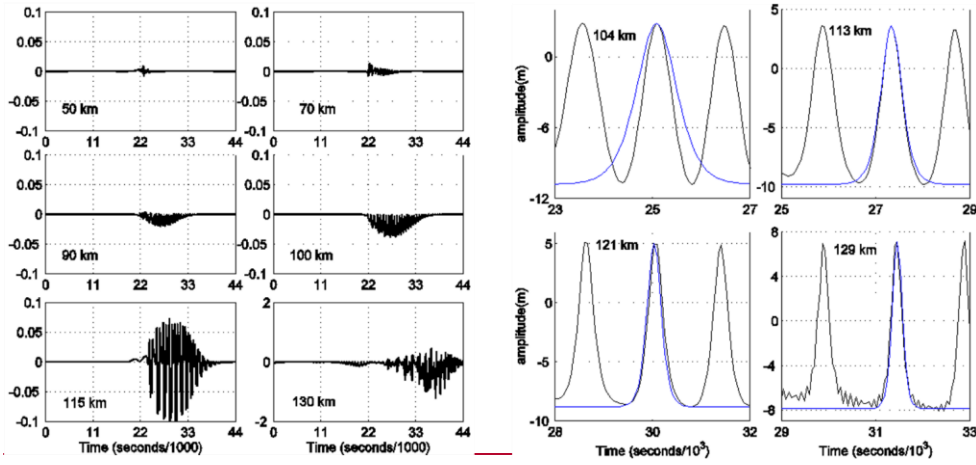 0.1
0.05
0
-0.05
-0.1
50 km
0 11 22 33 44
0.1
0.05
0
-0.05
-0.1
70 km
0 11 22 33 44
0.1
0.05
0
-0.05
-0.1
90 km
0 11 22 33 44
0.1
0.05
0
-0.05
-0.1
100 km
0 11 22 33 44
0.1
0.05
0
-0.05
-0.1
115 km
0 11 22 33 44
Time (seconds/1000)
2
0
-2
130 km
0 11 22 33 44
Time (seconds/1000)
amplitude(m)
0
-6
-12
104 km
23 25 27
5
0
-5
-10
113 km
25 27 29
amplitude(m)
5
0
-5
-10
121 km
28 30 32
Time (seconds/10³)
8
4
0
-4
-8
129 km
29 31 33
Time (seconds/10³)